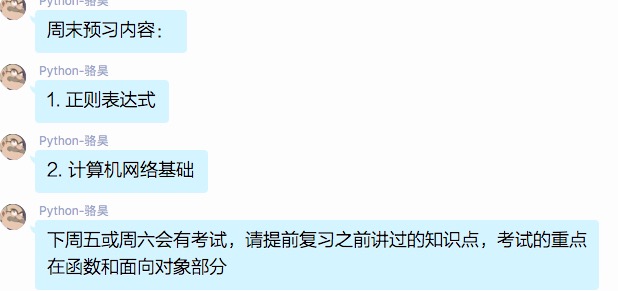 Python-骆昊
周末预习内容：
Python-骆昊
1. 正则表达式
Python-骆昊
2. 计算机网络基础
Python-骆昊
下周五或周六会有考试，请提前复习之前讲过的知识点，考试的重点
在函数和面向对象部分